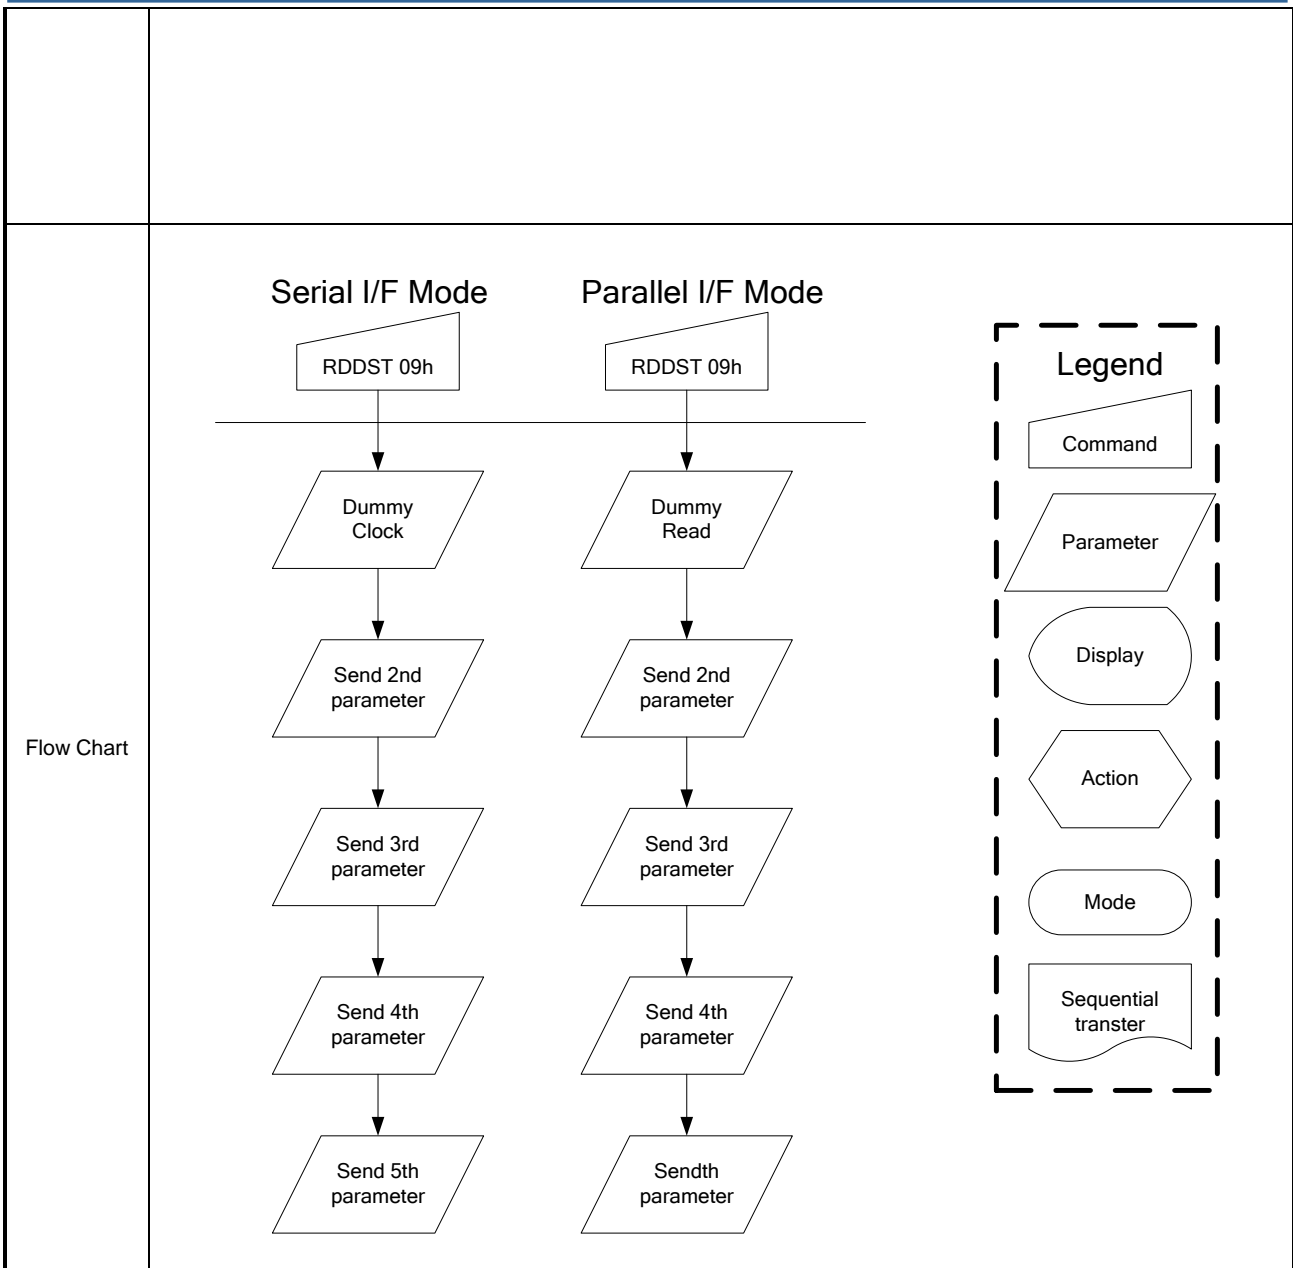 Flow Chart
Serial I/F Mode
RDDST 09h
Dummy
Clock
Send 2nd
parameter
Send 3rd
parameter
Send 4th
parameter
Send 5th
parameter
Parallel I/F Mode
RDDST 09h
Dummy
Read
Send 2nd
parameter
Send 3rd
parameter
Send 4th
parameter
Sendth
parameter
Legend
Command
Parameter
Display
Action
Mode
Sequential
transter